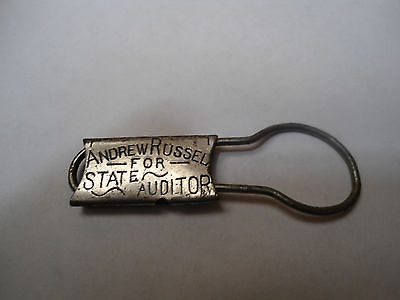 ANDREW RUSSEL
FOR
STATE
AUDITOR